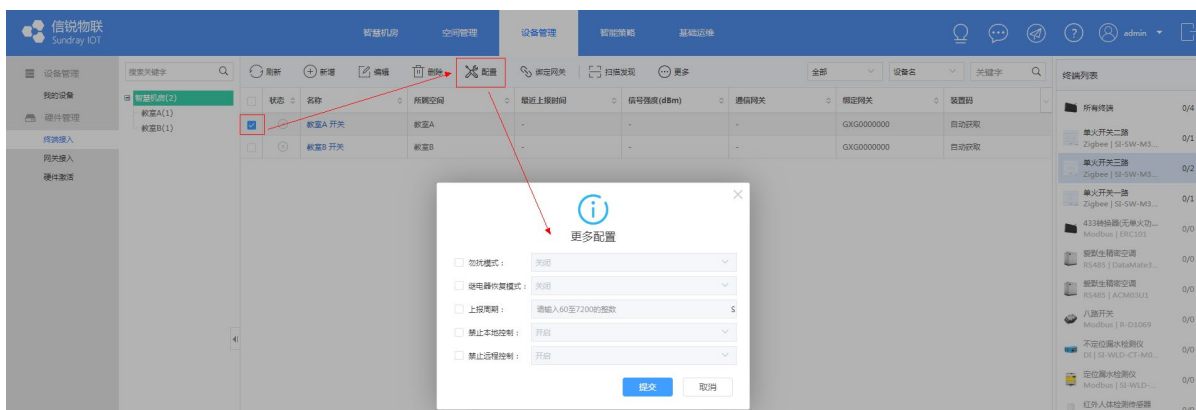 信锐物联
Sundray IOT
智慧机房
空间管理
设备管理
智能策略
基础运维
admin
设备管理
我的设备
硬件管理
终端接入
网关接入
硬件激活
搜索关键字
智慧机房(2)
教室A(1)
教室B(1)
刷新 新增 编辑 删除 配置 绑定网关 扫描发现 更多
全部 设备名 关键字
状态 名称 所属空间 最近上报时间 信号强度(dBm) 通信网关 绑定网关 装置码
教室A 开关 教室A - - - GXG0000000 自动获取
教室B 开关 教室B - - - GXG0000000 自动获取
更多配置
勿扰模式： 关闭
继电器恢复模式： 关闭
上报周期： 请输入60至7200的整数 S
禁止本地控制： 开启
禁止远程控制： 开启
提交 取消
终端列表
所有终端 0/4
单火开关二路 0/1
Zigbee | SI-SW-M3...
单火开关三路 0/2
Zigbee | SI-SW-M3...
单火开关一路 0/1
Zigbee | SI-SW-M3...
433转换器(无单火功... 0/0
Modbus | ERC101
艾默生精密空调 0/0
RS485 | DataMate3...
艾默生精密空调 0/0
RS485 | ACM03U1
八路开关 0/0
Modbus | R-D1069
不定位漏水检测仪 0/0
DI | SI-WLD-CT-M0...
定位漏水检测仪 0/0
Modbus | SI-WLD-...
红外人体检测传感器